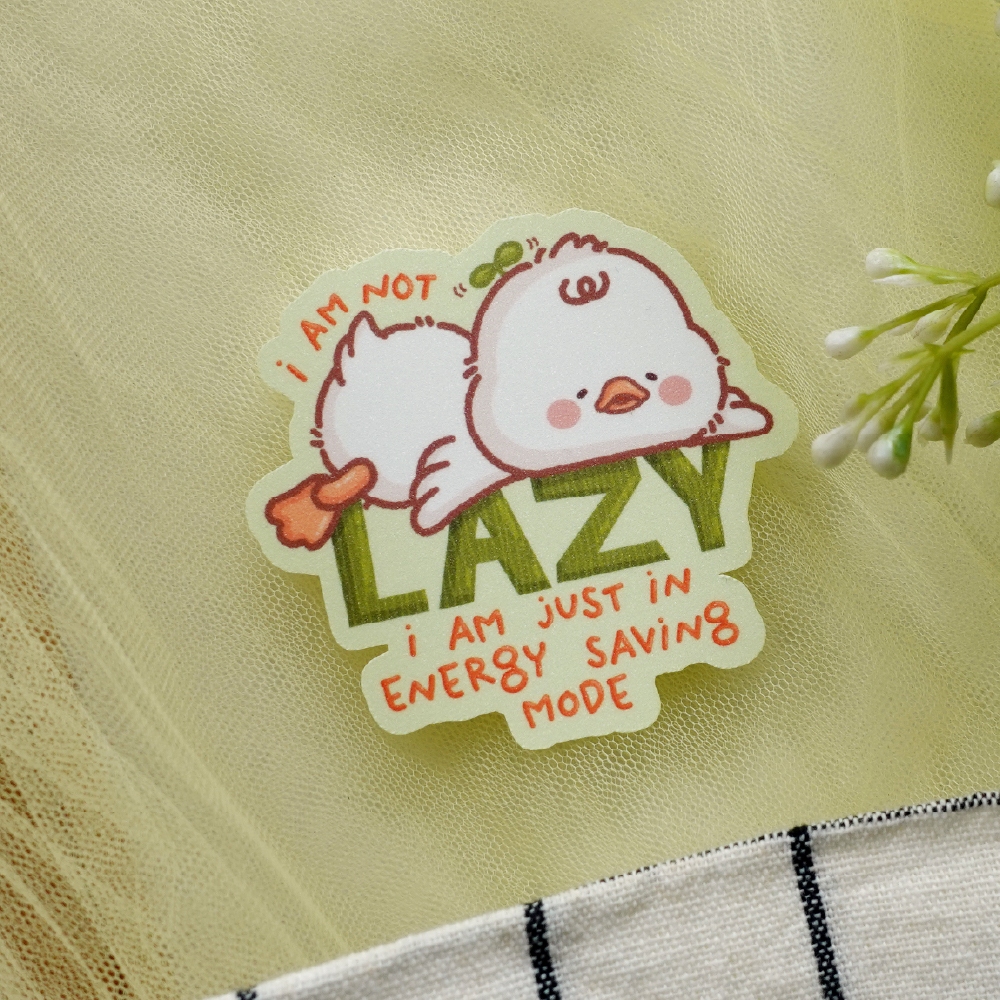 i AM NOT
LAZY
i AM jUST iN
ENERgY SAViNg
MODE